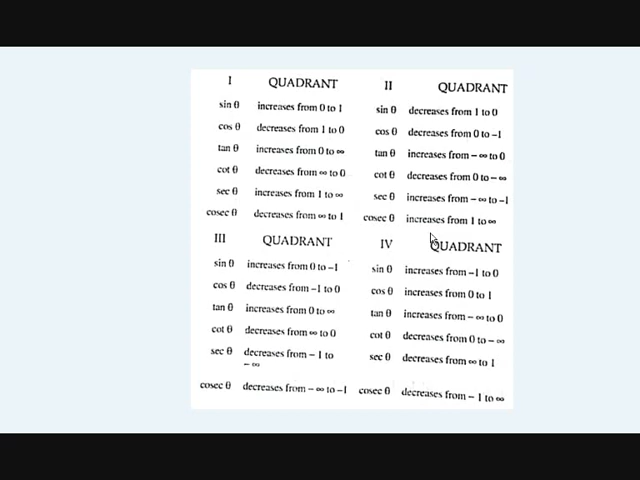 I QUADRANT
sin θ increases from 0 to 1
cos θ decreases from 1 to 0
tan θ increases from 0 to ∞
cot θ decreases from ∞ to 0
sec θ increases from 1 to ∞
cosec θ decreases from ∞ to 1
II QUADRANT
sin θ decreases from 1 to 0
cos θ decreases from 0 to –1
tan θ increases from – ∞ to 0
cot θ decreases from 0 to – ∞
sec θ increases from – ∞ to –1
cosec θ increases from 1 to ∞
III QUADRANT
sin θ increases from 0 to –1
cos θ decreases from –1 to 0
tan θ increases from 0 to ∞
cot θ decreases from ∞ to 0
sec θ decreases from – 1 to
– ∞
cosec θ decreases from – ∞ to –1
IV QUADRANT
sin θ increases from –1 to 0
cos θ increases from 0 to 1
tan θ increases from – ∞ to 0
cot θ decreases from 0 to – ∞
sec θ decreases from ∞ to 1
cosec θ decreases from – 1 to ∞